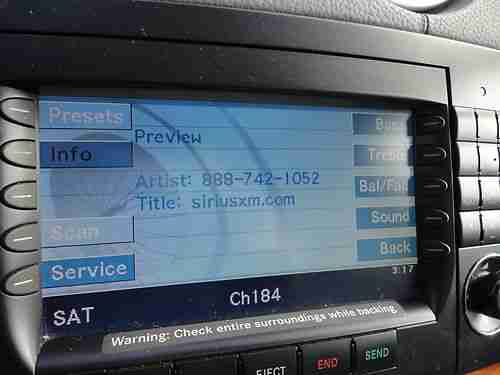 Presets
Preview
Info
Artist: 888-742-1052
Title: siriusxm.com
Scan
Service
Bass
Treble
Bal/Fad
Sound
Back
3:17
SAT
Ch184
Warning: Check entire surroundings while backing.
EJECT
END
SEND